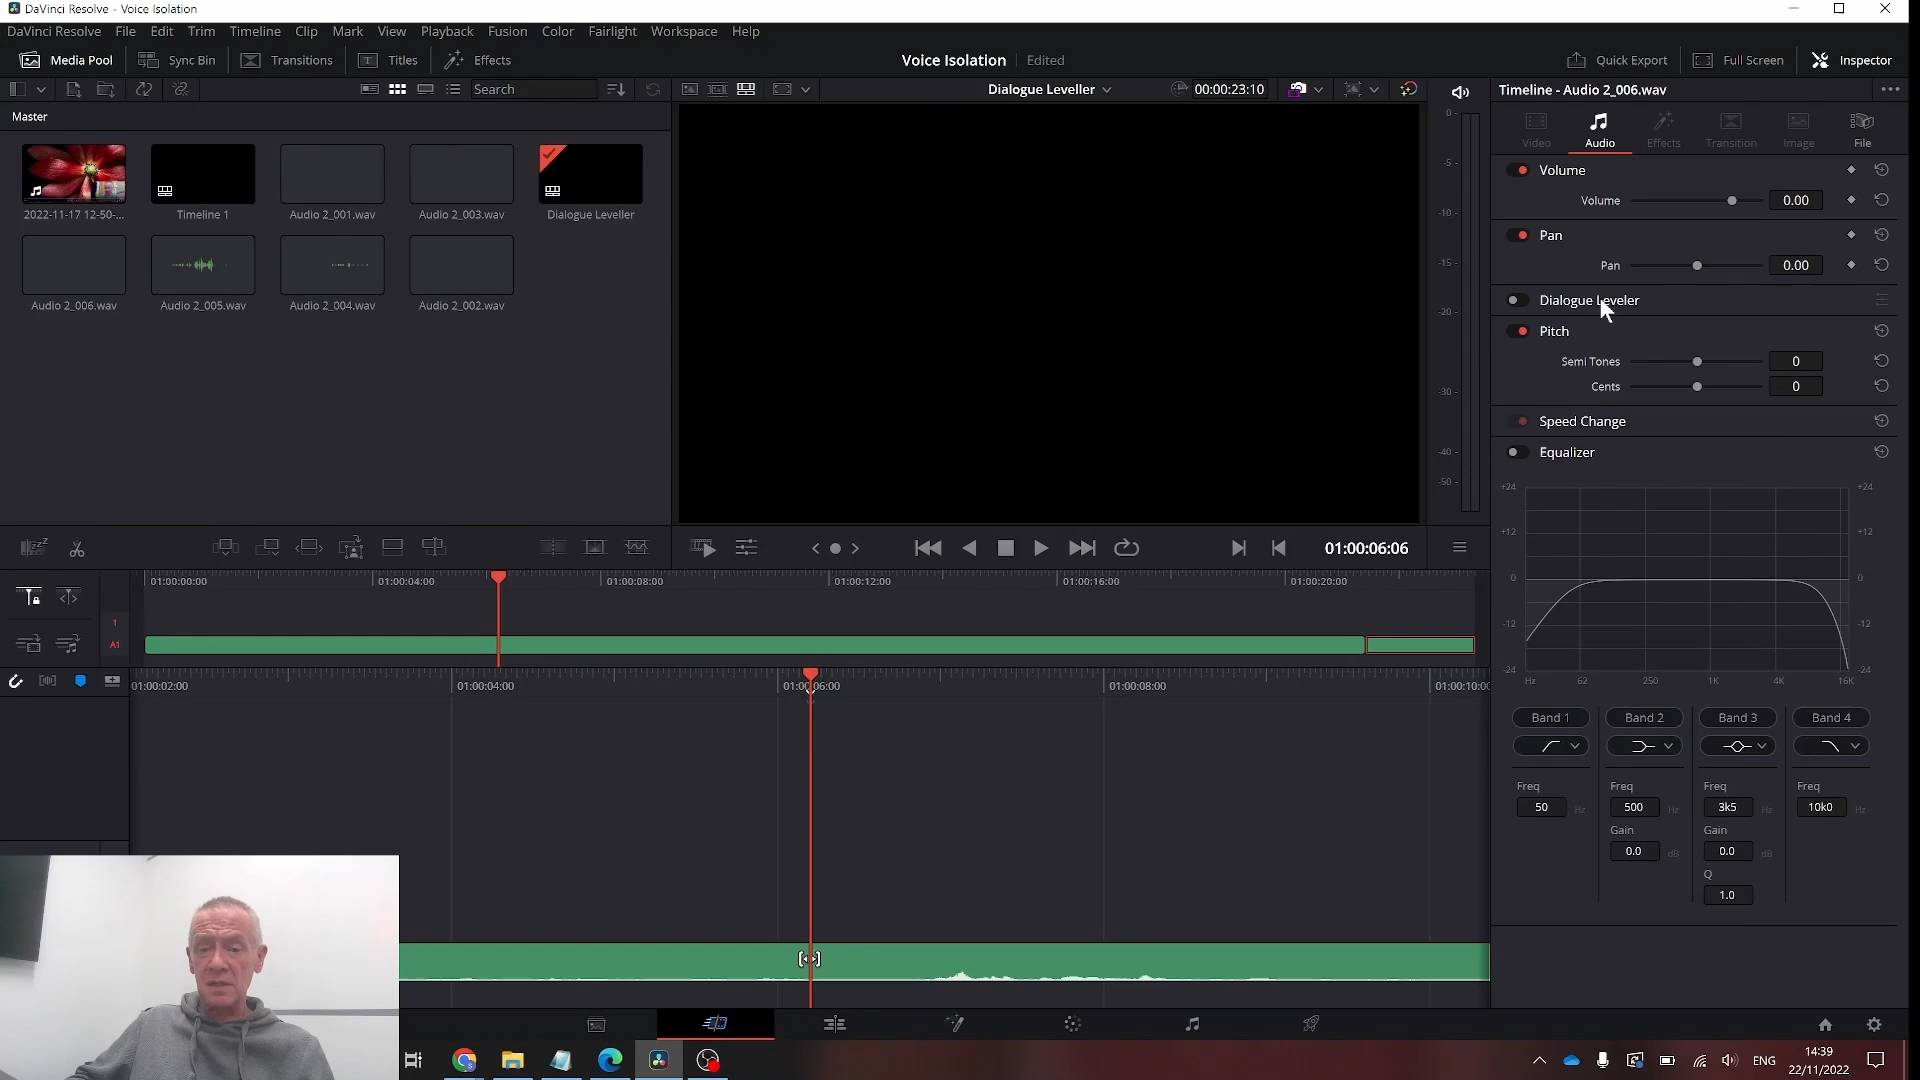 DaVinci Resolve - Voice Isolation
DaVinci Resolve File Edit Trim Timeline Clip Mark View Playback Fusion Color Fairlight Workspace Help
Media Pool Sync Bin Transitions Titles Effects Voice Isolation Edited Quick Export Full Screen Inspector
Search Dialogue Leveller 00:00:23:10 Timeline - Audio 2_006.wav
Master
Video Audio Effects Transition Image File
2022-11-17 12-50-... Timeline 1 Audio 2_001.wav Audio 2_003.wav Dialogue Leveller
Audio 2_006.wav Audio 2_005.wav Audio 2_004.wav Audio 2_002.wav
0-
-5-
-10-
-15-
-20-
-30-
-40-
-50-
Volume
Volume 0.00
Pan
Pan 0.00
Dialogue Leveler
Pitch
Semi Tones 0
Cents 0
Speed Change
Equalizer
+24 +24
+12 +12
0 0
-12 -12
-24 -24
Hz 62 250 1K 4K 16K
Band 1 Band 2 Band 3 Band 4
Freq Freq Freq Freq
50 Hz 500 Hz 3k5 Hz 10k0 Hz
Gain Gain
0.0 dB 0.0 dB
Q
1.0
01:00:06:06
01:00:00:00 01:00:04:00 01:00:08:00 01:00:12:00 01:00:16:00 01:00:20:00
1
A1
01:00:02:00 01:00:04:00 01:00:06:00 01:00:08:00 01:00:10:00
ENG
14:39
22/11/2022